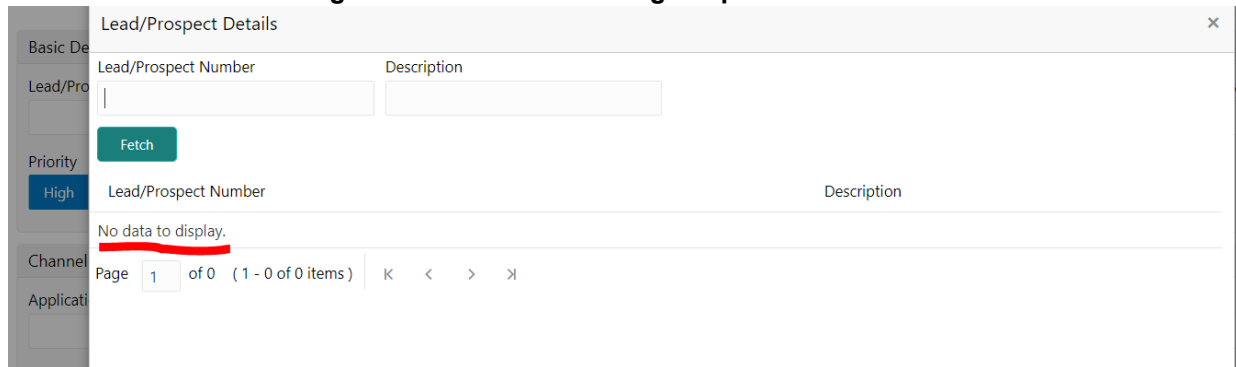 Lead/Prospect Details
Basic De
Lead/Prospect Number Description
Lead/Pro
Fetch
Priority
High
Lead/Prospect Number Description
No data to display.
Channel
Page 1 of 0 ( 1 - 0 of 0 items )
Applicati